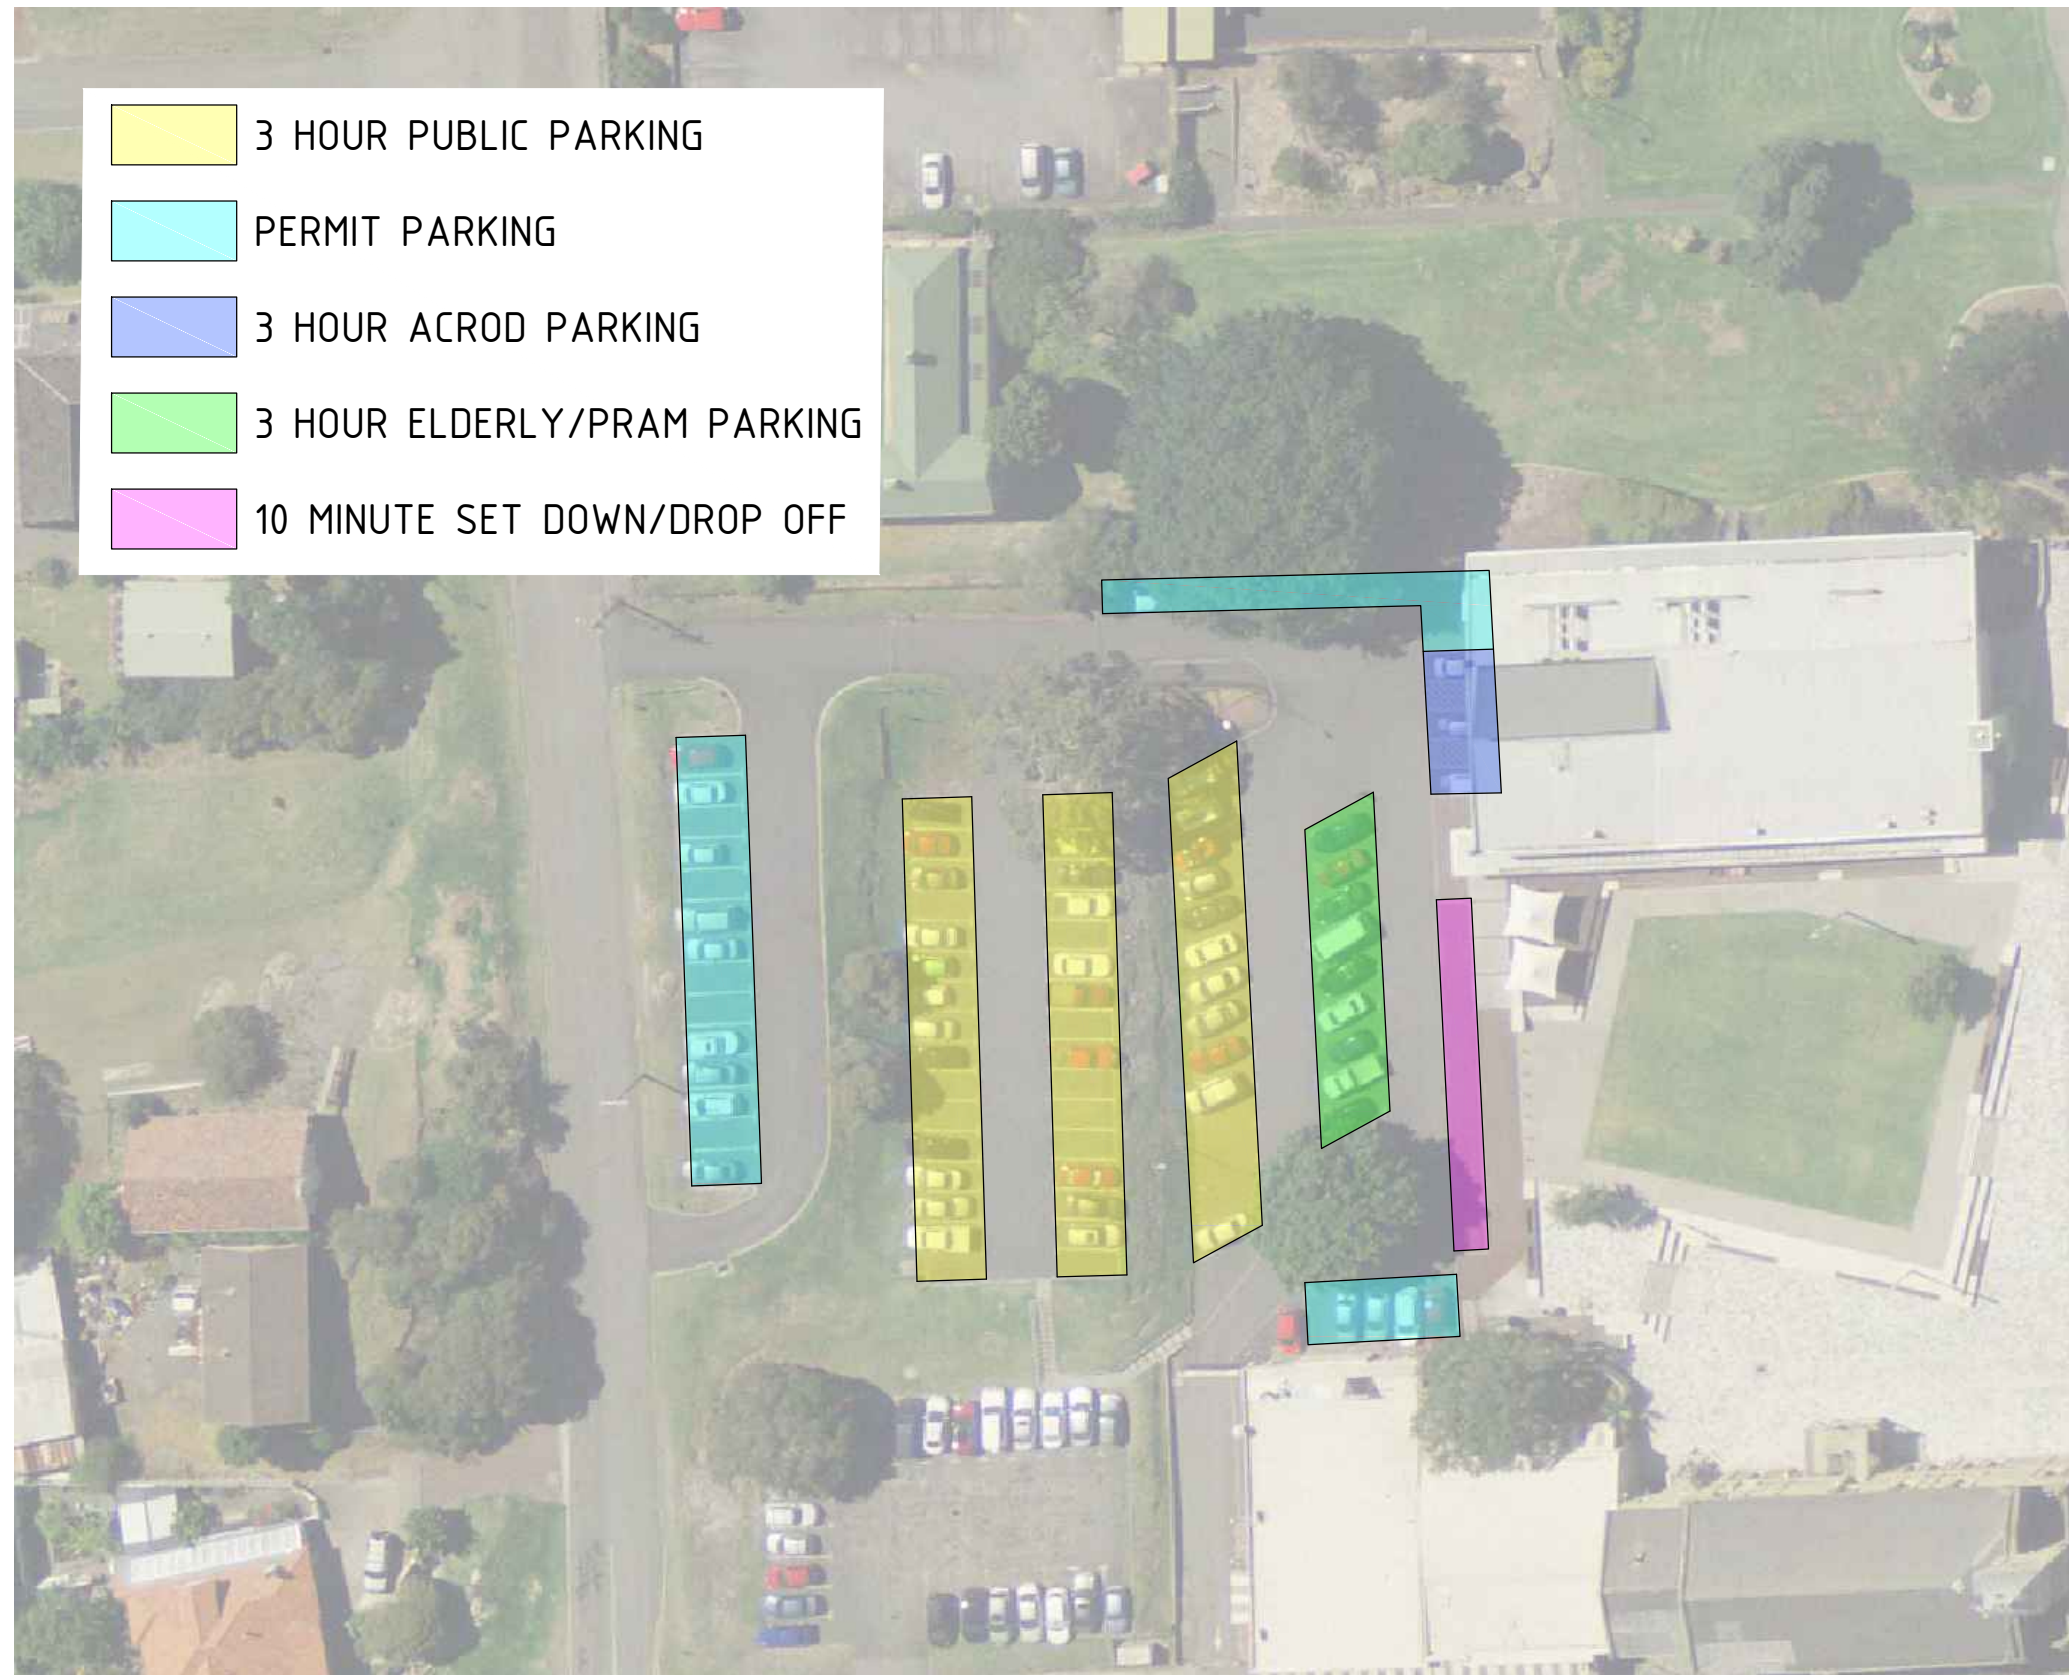 3 HOUR PUBLIC PARKING
PERMIT PARKING
3 HOUR ACROD PARKING
3 HOUR ELDERLY/PRAM PARKING
10 MINUTE SET DOWN/DROP OFF